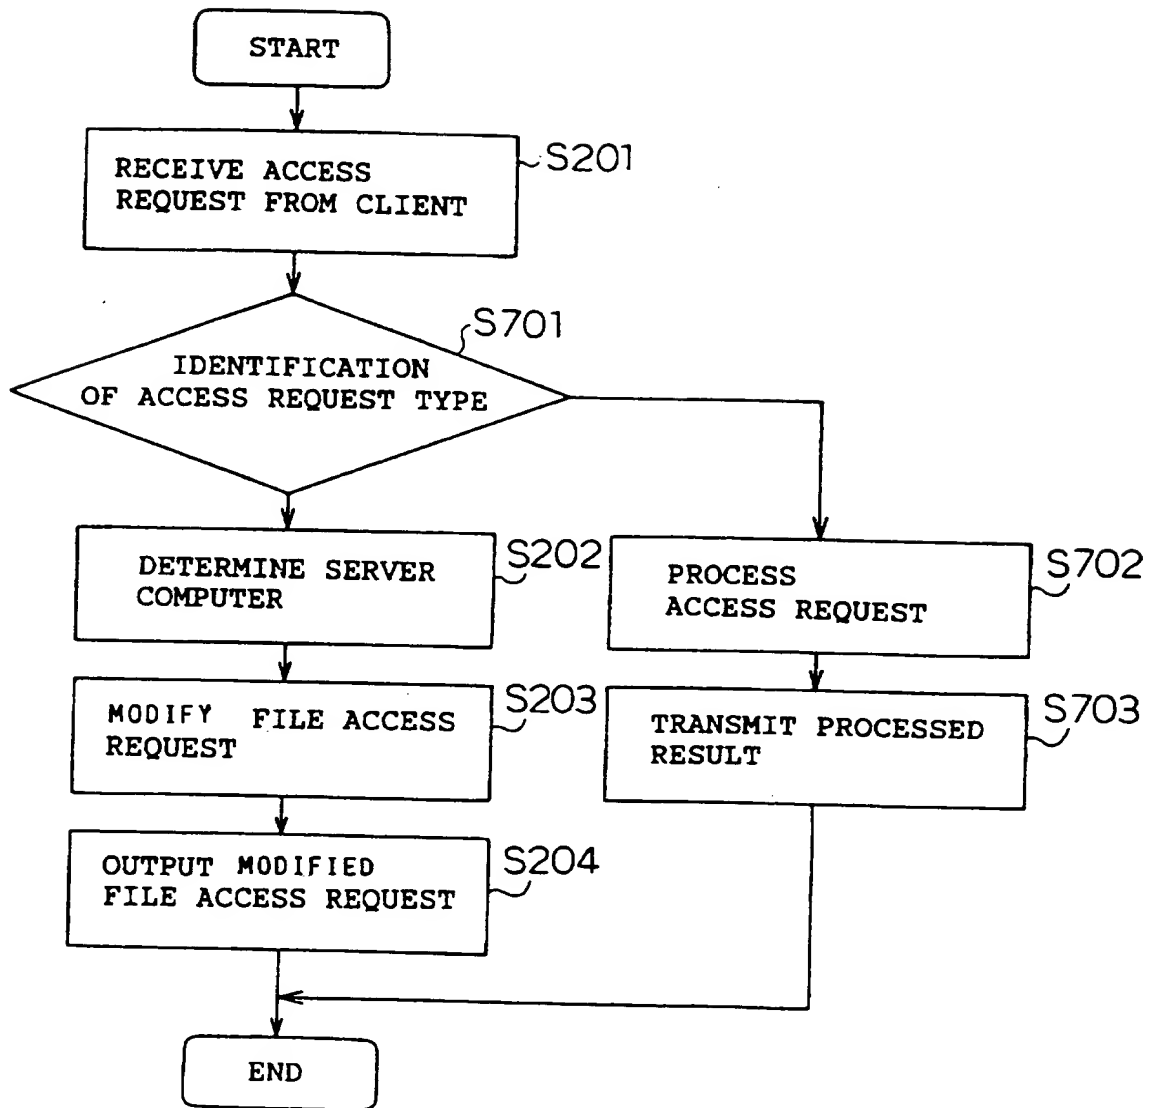 START
RECEIVE ACCESS
REQUEST FROM CLIENT
S201
IDENTIFICATION
OF ACCESS REQUEST TYPE
S701
DETERMINE SERVER
COMPUTER
S202
PROCESS
ACCESS REQUEST
S702
MODIFY FILE ACCESS
REQUEST
S203
TRANSMIT PROCESSED
RESULT
S703
OUTPUT MODIFIED
FILE ACCESS REQUEST
S204
END